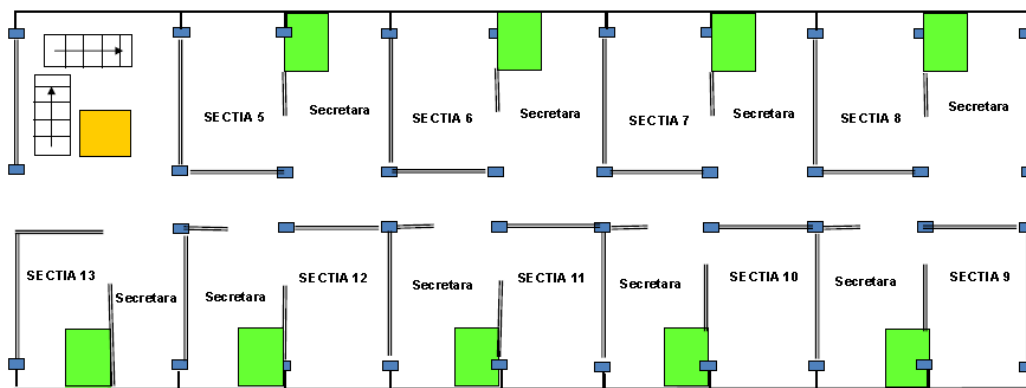 SECTIA 5
Secretara
SECTIA 6
Secretara
SECTIA 7
Secretara
SECTIA 8
Secretara
SECTIA 13
Secretara
Secretara
SECTIA 12
Secretara
SECTIA 11
Secretara
SECTIA 10
Secretara
SECTIA 9